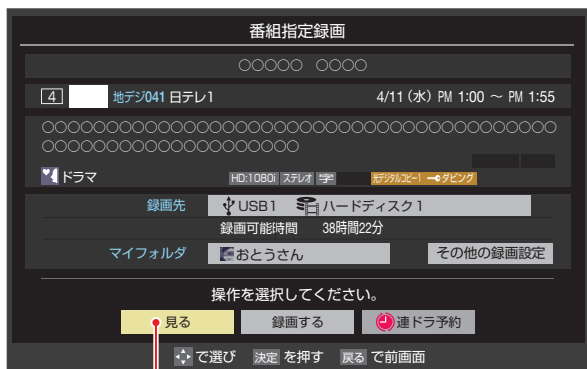 番組指定録画
○○○○○ ○○○○
4 地デジ041 日テレ1 4/11(水) PM 1:00 ～ PM 1:55
○○○○○○○○○○○○○○○○○○○○○○○○○○○○○○○○○○○○○○○○
○○○○○○○○○○○○○○○○○○○○
ドラマ HD:1080i ステレオ 字 光デジタルコピー1 ダビング
録画先 USB1 ハードディスク1
録画可能時間 38時間22分
マイフォルダ おとうさん その他の録画設定
操作を選択してください。
見る 録画する 連ドラ予約
で選び 決定 を押す 戻る で前画面